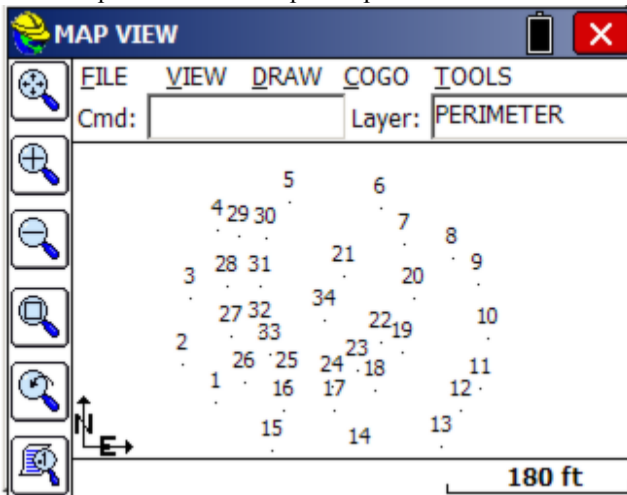 MAP VIEW
FILE VIEW DRAW COGO TOOLS
Cmd: Layer: PERIMETER
5 6
4 29 30 7
8
28 31 21 9
3 20
34
27 32 22 19 10
33
2 23
26 25 24 18 11
1 16 17 12
15 14 13
N
E
180 ft